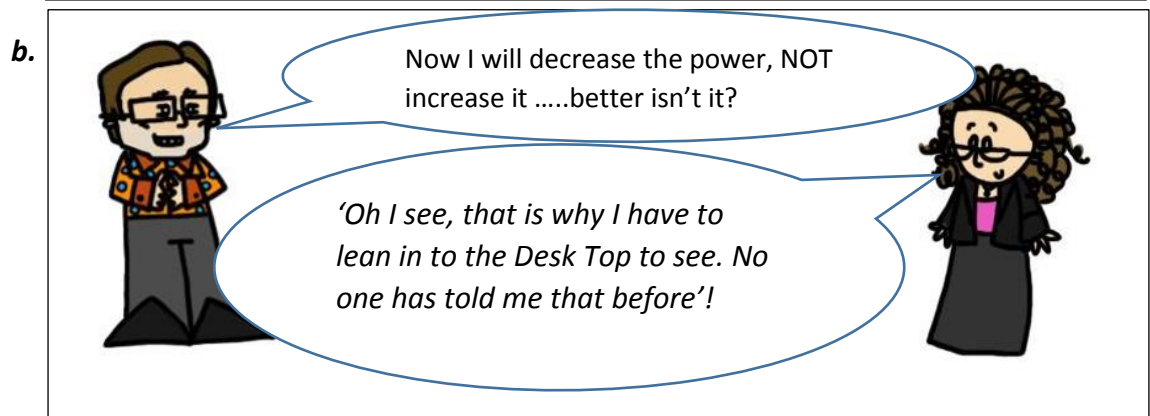 b.
Now I will decrease the power, NOT
increase it …..better isn’t it?
‘Oh I see, that is why I have to
lean in to the Desk Top to see. No
one has told me that before’!